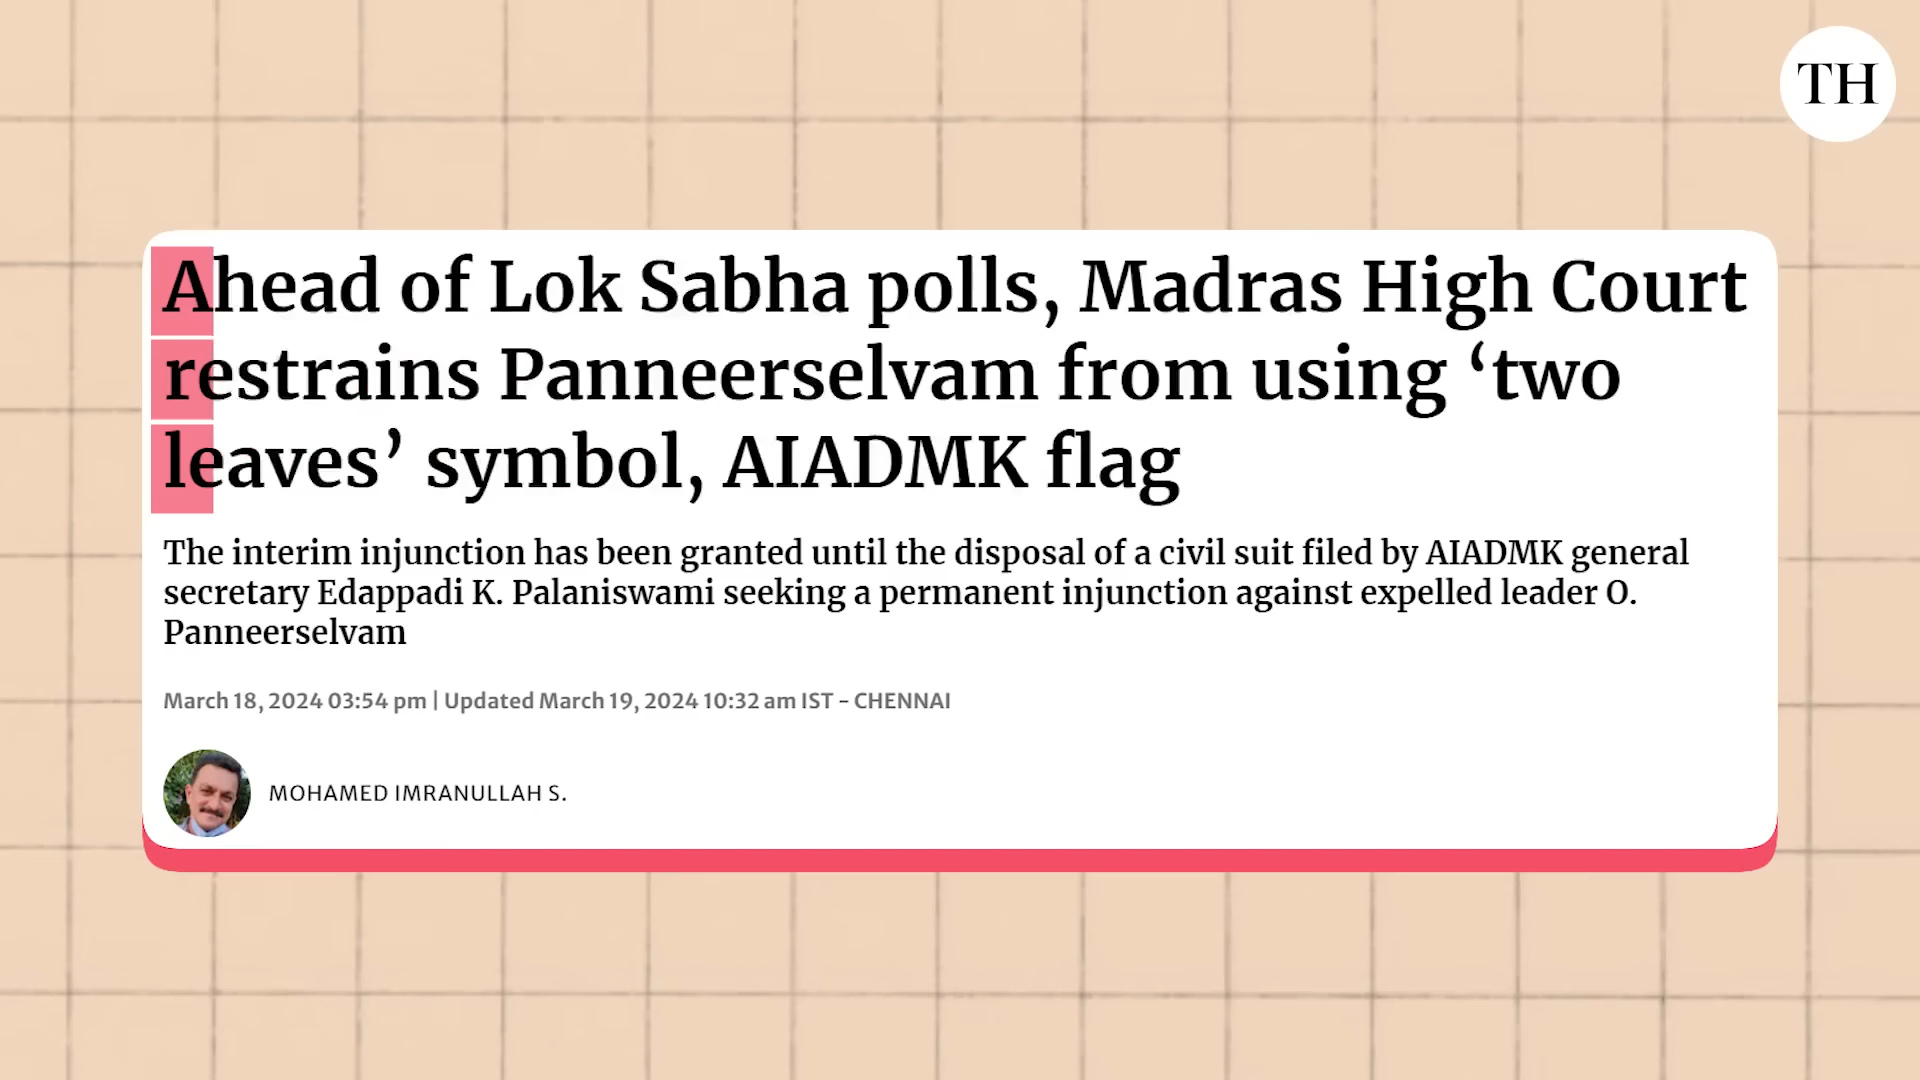 TH
Ahead of Lok Sabha polls, Madras High Court
restrains Panneerselvam from using ‘two
leaves’ symbol, AIADMK flag
The interim injunction has been granted until the disposal of a civil suit filed by AIADMK general
secretary Edappadi K. Palaniswami seeking a permanent injunction against expelled leader O.
Panneerselvam
March 18, 2024 03:54 pm | Updated March 19, 2024 10:32 am IST - CHENNAI
MOHAMED IMRANULLAH S.